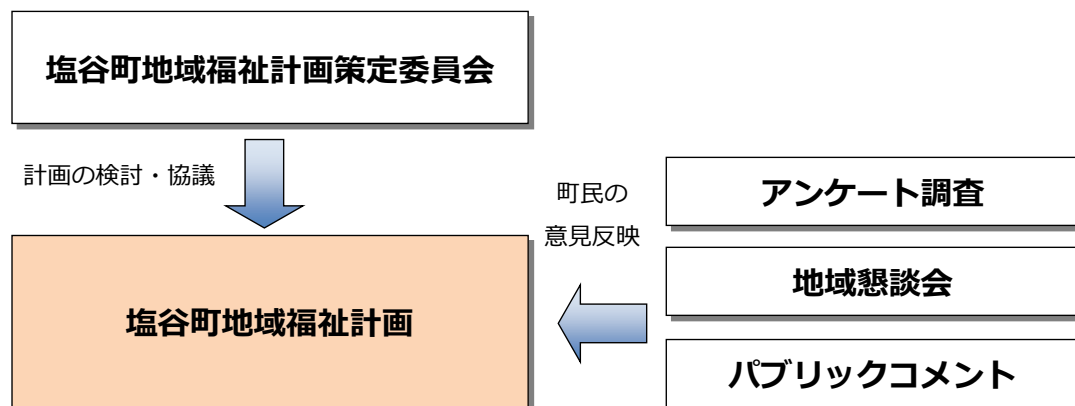 塩谷町地域福祉計画策定委員会
計画の検討・協議
塩谷町地域福祉計画
町民の
意見反映
アンケート調査
地域懇談会
パブリックコメント